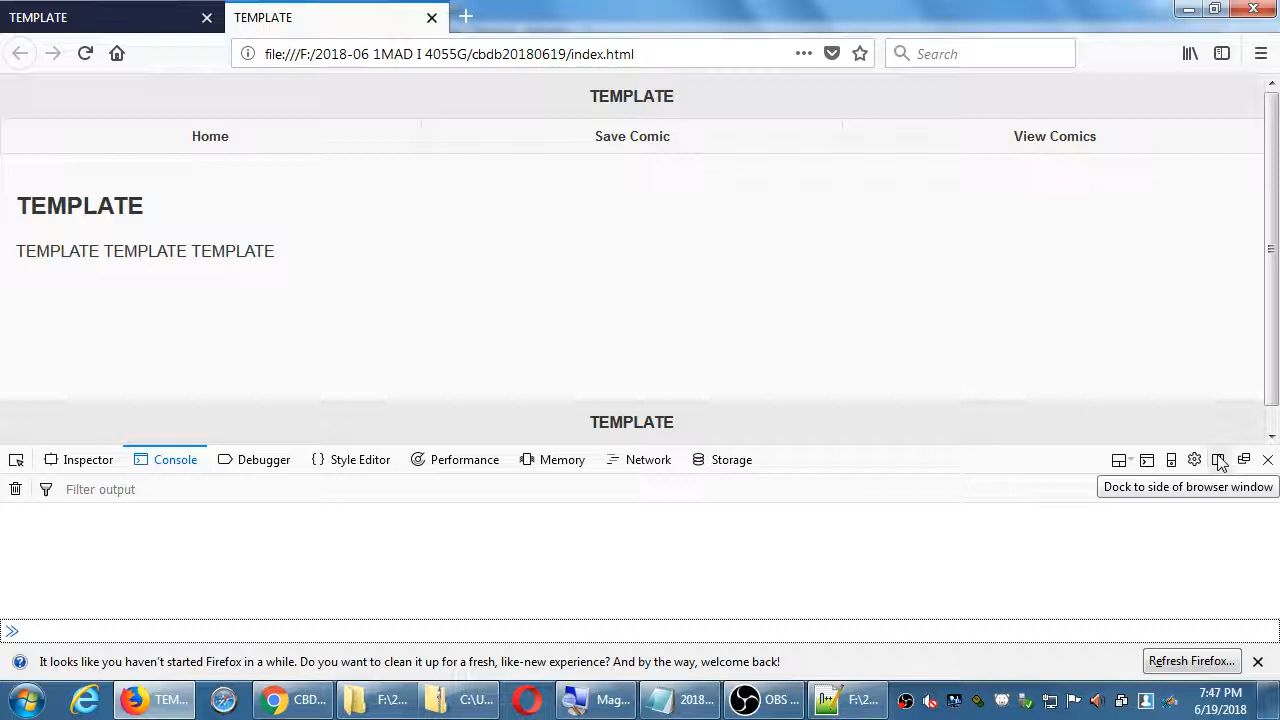 TEMPLATE
TEMPLATE
file:///F:/2018-06 1MAD I 4055G/cbdb20180619/index.html
Search
TEMPLATE
Home Save Comic View Comics
TEMPLATE
TEMPLATE TEMPLATE TEMPLATE
TEMPLATE
Inspector Console Debugger Style Editor Performance Memory Network Storage
Dock to side of browser window
Filter output
It looks like you haven't started Firefox in a while. Do you want to clean it up for a fresh, like-new experience? And by the way, welcome back! Refresh Firefox...
TEM... CBD... F:\2... C:\U... Mag... 2018... OBS ... F:\2...
7:47 PM
6/19/2018